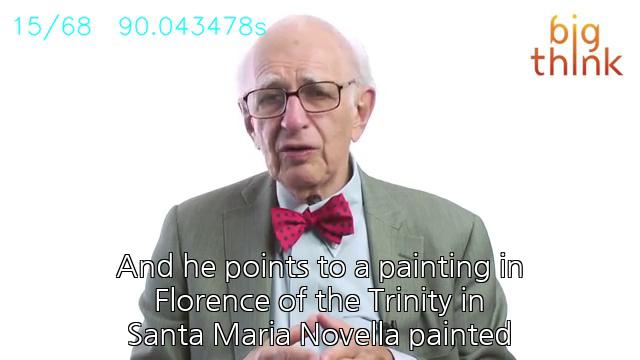 15/68 90.043478s
big
think
And he points to a painting in
Florence of the Trinity in
Santa Maria Novella painted